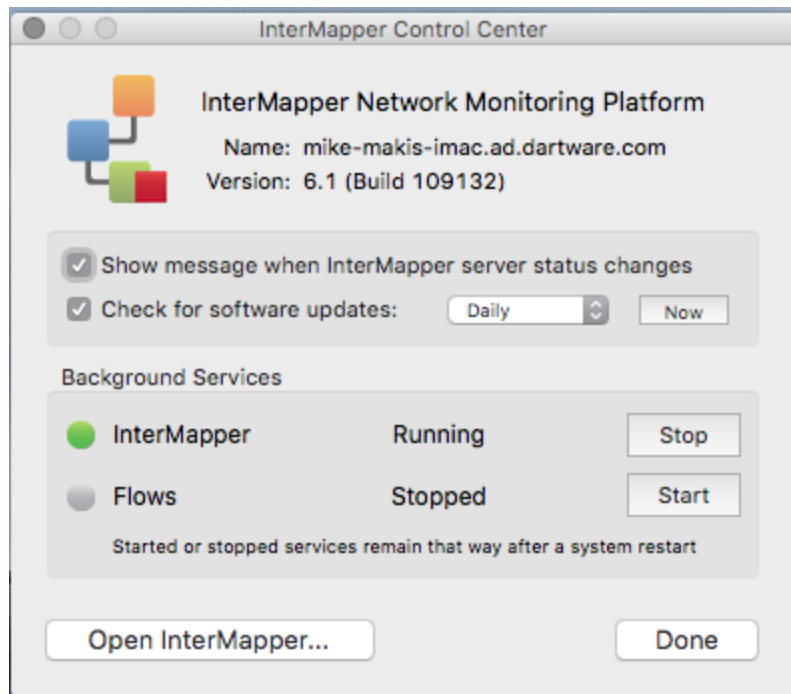 InterMapper Control Center
InterMapper Network Monitoring Platform
Name: mike-makis-imac.ad.dartware.com
Version: 6.1 (Build 109132)
Show message when InterMapper server status changes
Check for software updates: Daily Now
Background Services
InterMapper Running Stop
Flows Stopped Start
Started or stopped services remain that way after a system restart
Open InterMapper... Done